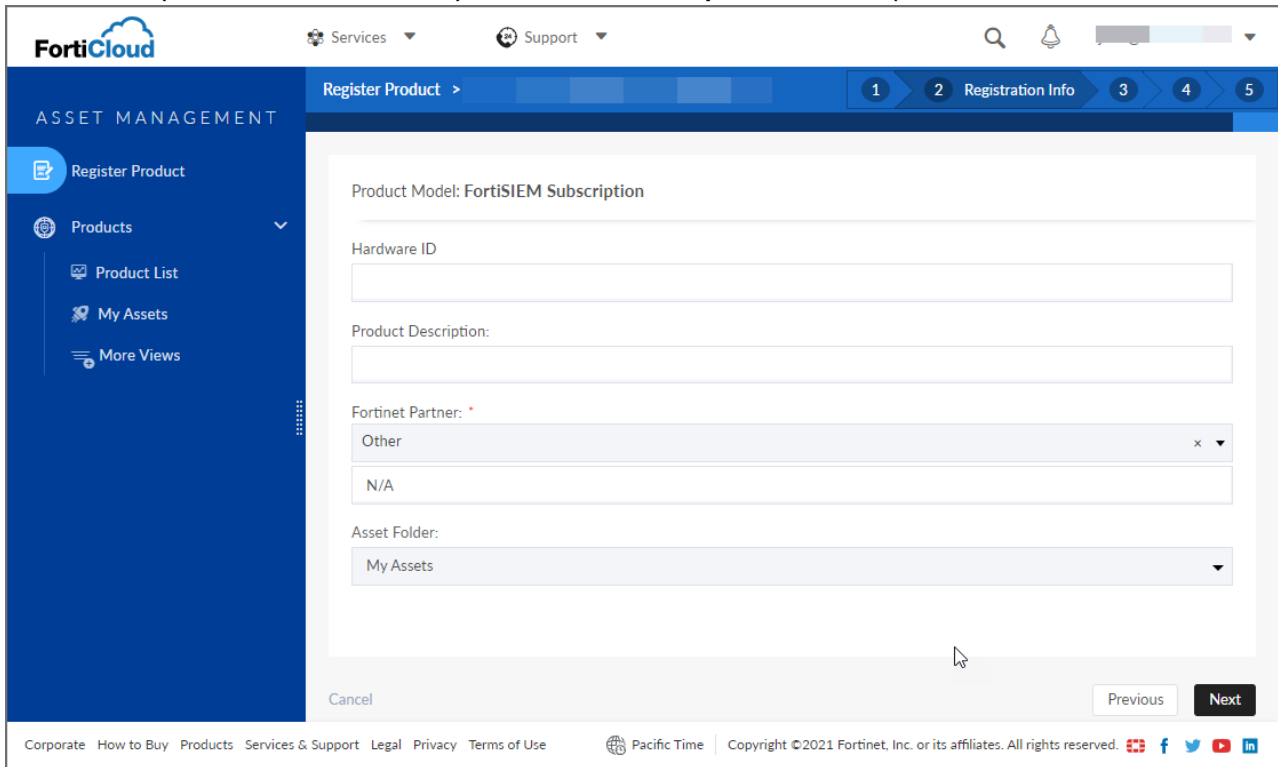 FortiCloud
Services
Support
ASSET MANAGEMENT
Register Product
Products
Product List
My Assets
More Views
Register Product >
1 2 Registration Info 3 4 5
Product Model: FortiSIEM Subscription
Hardware ID
Product Description:
Fortinet Partner: *
Other ×
N/A
Asset Folder:
My Assets
Cancel Previous Next
Corporate How to Buy Products Services & Support Legal Privacy Terms of Use Pacific Time Copyright ©2021 Fortinet, Inc. or its affiliates. All rights reserved.